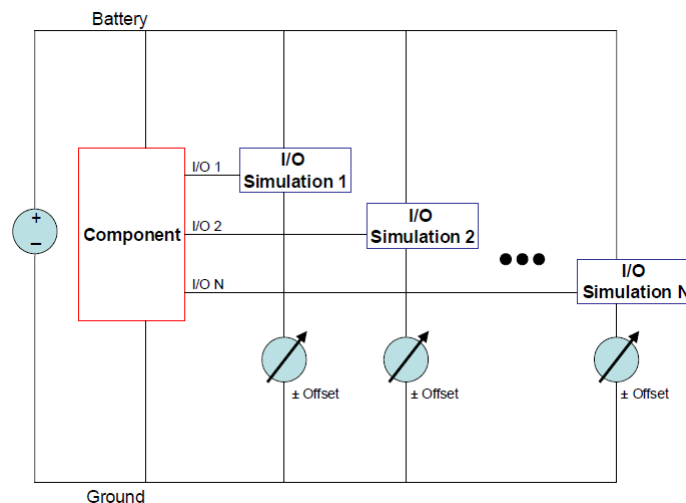 Battery
I/O
Simulation 1
I/O 1
I/O
Simulation 2
I/O 2
Component
+
−
I/O
Simulation N
I/O N
± Offset
± Offset
± Offset
Ground